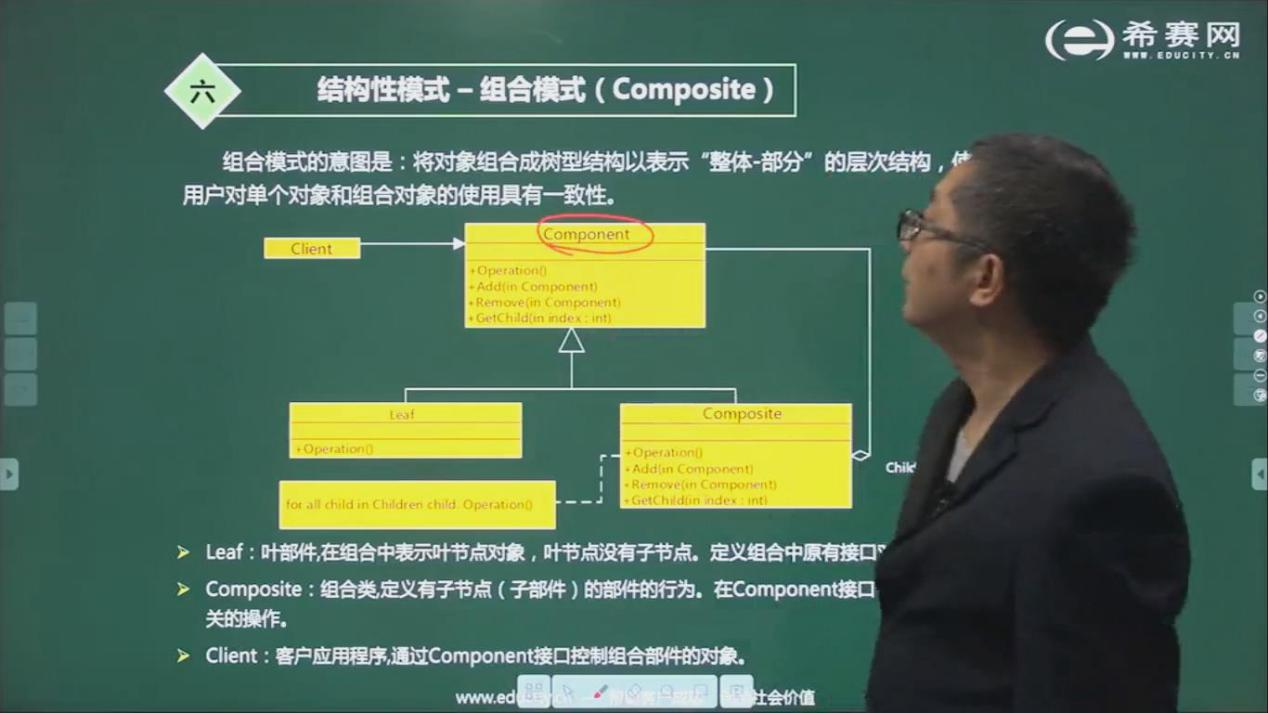 希赛网
WWW.EDUCITY.CN
六
结构性模式 – 组合模式（Composite）
组合模式的意图是：将对象组合成树型结构以表示“整体-部分”的层次结构，使
用户对单个对象和组合对象的使用具有一致性。
Client
Component
+Operation()
+Add(in Component)
+Remove(in Component)
+GetChild(in index : int)
Leaf
+Operation()
Composite
+Operation()
+Add(in Component)
+Remove(in Component)
+GetChild(in index : int)
for all child in Children child. Operation()
Leaf：叶部件,在组合中表示叶节点对象，叶节点没有子节点。定义组合中原有接口
Composite：组合类,定义有子节点（子部件）的部件的行为。在Component接口
关的操作。
Client：客户应用程序,通过Component接口控制组合部件的对象。
社会价值